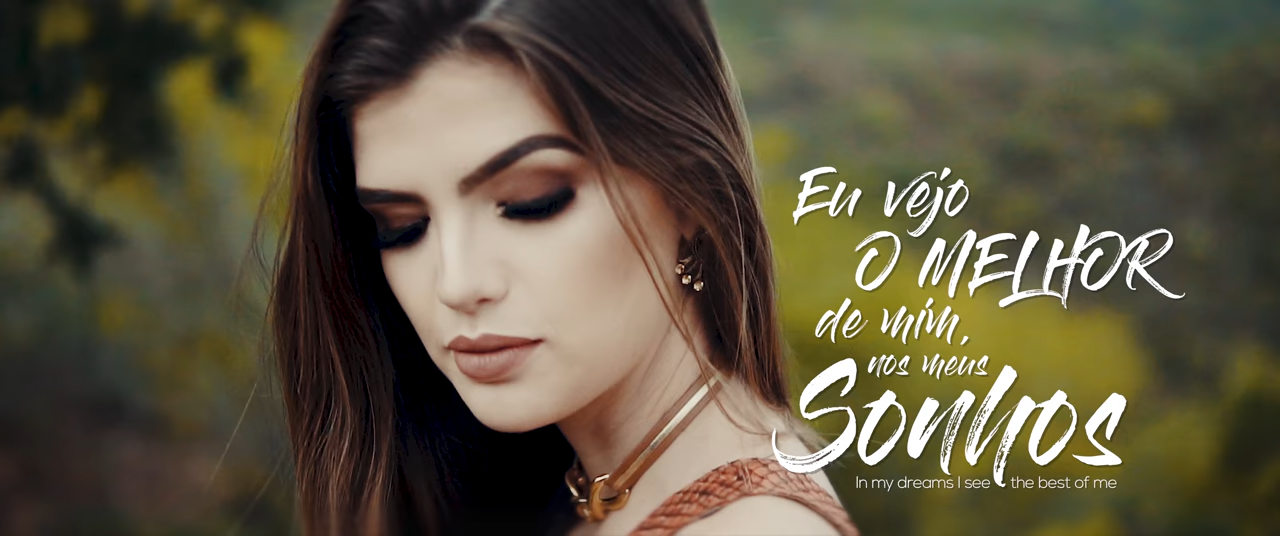 Eu vejo
O MELHOR
de mim,
nos meus
Sonhos
In my dreams I see the best of me